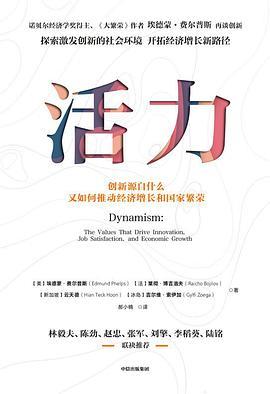 诺贝尔经济学奖得主、《大繁荣》作者 埃德蒙·费尔普斯 再谈创新
探索激发创新的社会环境 开拓经济增长新路径
活力
创新源自什么
又如何推动经济增长和国家繁荣
Dynamism:
The Values That Drive Innovation,
Job Satisfaction, and Economic Growth
[美]埃德蒙·费尔普斯(Edmund Phelps) [法]莱彻·博吉洛夫(Raicho Bojilov)
[新加坡]云天德(Hian Teck Hoon) [冰岛]吉尔维·索伊加(Gylfi Zoega) 著
郝小楠 译
林毅夫、陈劲、赵忠、张军、刘擎、李稻葵、陆铭
联袂推荐
中信出版集团